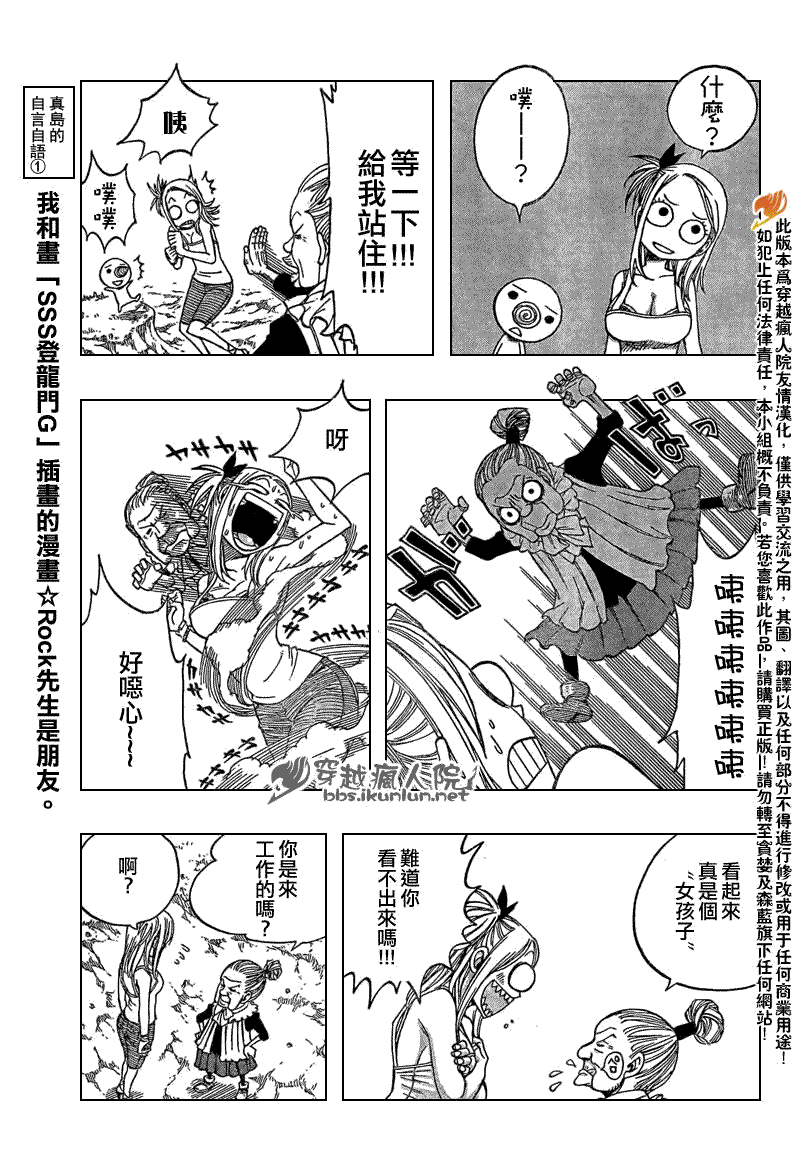 什麼？
噗
——？
等一下!!!
給我站住!!!
咦
噗
噗
ばょーっ
ガボ
呀
好噁心~~~
看起來
真是個
〝女孩子〞
難道你
看不出來嗎!!!
你是來
工作的嗎？
啊？
真島的
自言自語①
我和畫「SSS登龍門G」插畫的漫畫☆Rock先生是朋友。
此版本爲穿越瘋人院友情漢化，僅供學習交流之用，其圖、翻譯以及任何部分不得進行修改或用于任何商業用途！
如犯上任何法律責任，本小組概不負責。若您喜歡此作品，請購買正版！請勿轉至貪婪及森藍旗下任何網站！
穿越瘋人院
bbs.ikunlun.net